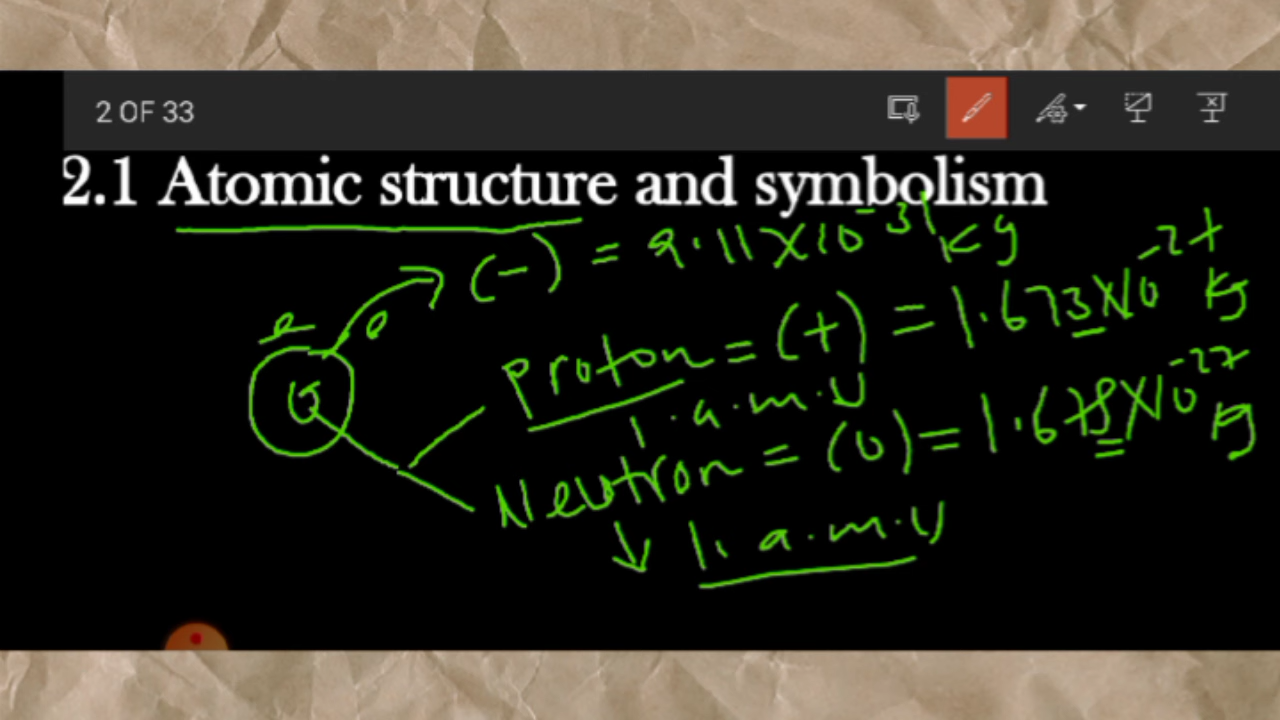 2 OF 33
2.1 Atomic structure and symbolism
(-) = 9.11×10⁻³¹ kg
e
e
Proton = (+) = 1.673×10⁻²⁷ kg
1.a.m.u
Neutron = (0) = 1.678×10⁻²⁷ kg
↓ 1. a.m.u